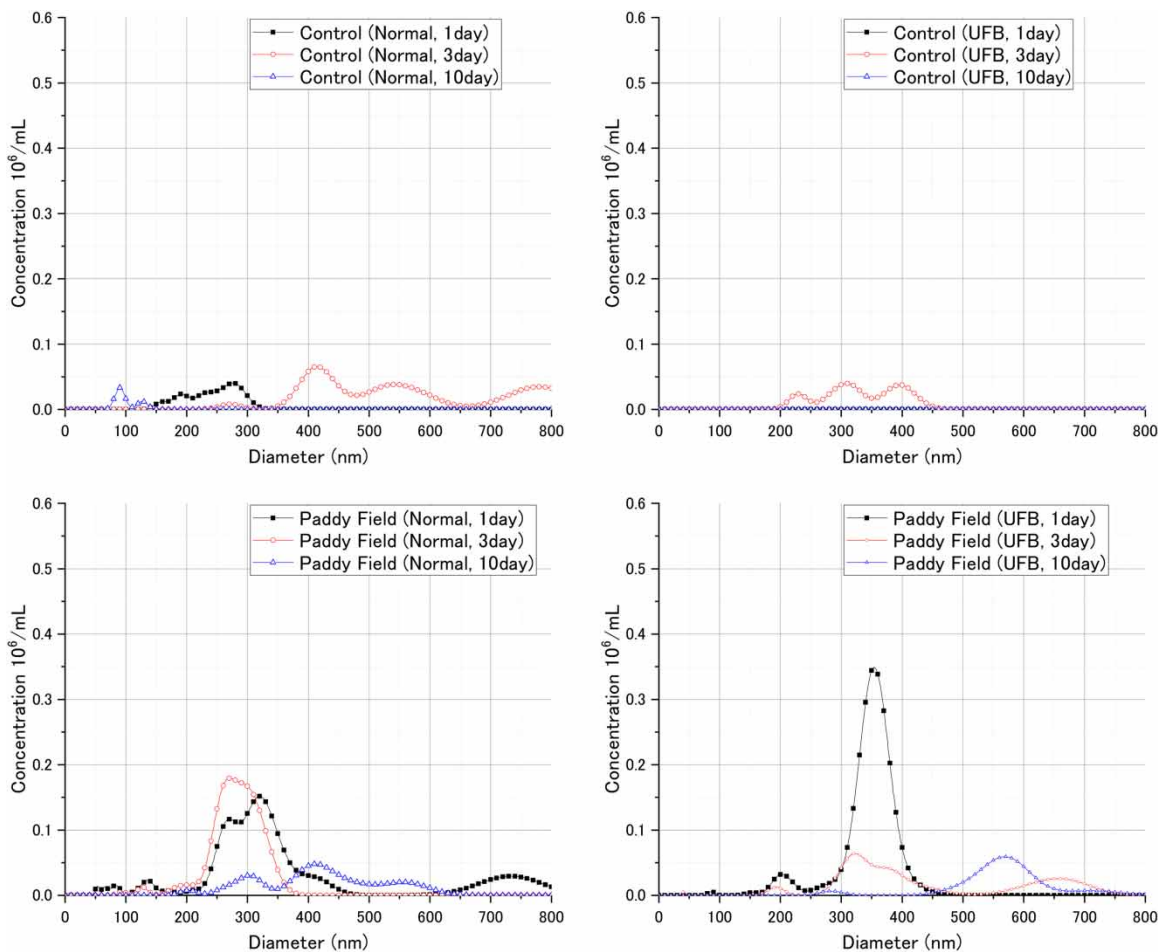 0.6
0.5
0.4
0.3
0.2
0.1
0.0
Concentration 10⁶/mL
Control (Normal, 1day)
Control (Normal, 3day)
Control (Normal, 10day)
0 100 200 300 400 500 600 700 800
Diameter (nm)
0.6
0.5
0.4
0.3
0.2
0.1
0.0
Concentration 10⁶/mL
Control (UFB, 1day)
Control (UFB, 3day)
Control (UFB, 10day)
0 100 200 300 400 500 600 700 800
Diameter (nm)
0.6
0.5
0.4
0.3
0.2
0.1
0.0
Concentration 10⁶/mL
Paddy Field (Normal, 1day)
Paddy Field (Normal, 3day)
Paddy Field (Normal, 10day)
0 100 200 300 400 500 600 700 800
Diameter (nm)
0.6
0.5
0.4
0.3
0.2
0.1
0.0
Concentration 10⁶/mL
Paddy Field (UFB, 1day)
Paddy Field (UFB, 3day)
Paddy Field (UFB, 10day)
0 100 200 300 400 500 600 700 800
Diameter (nm)